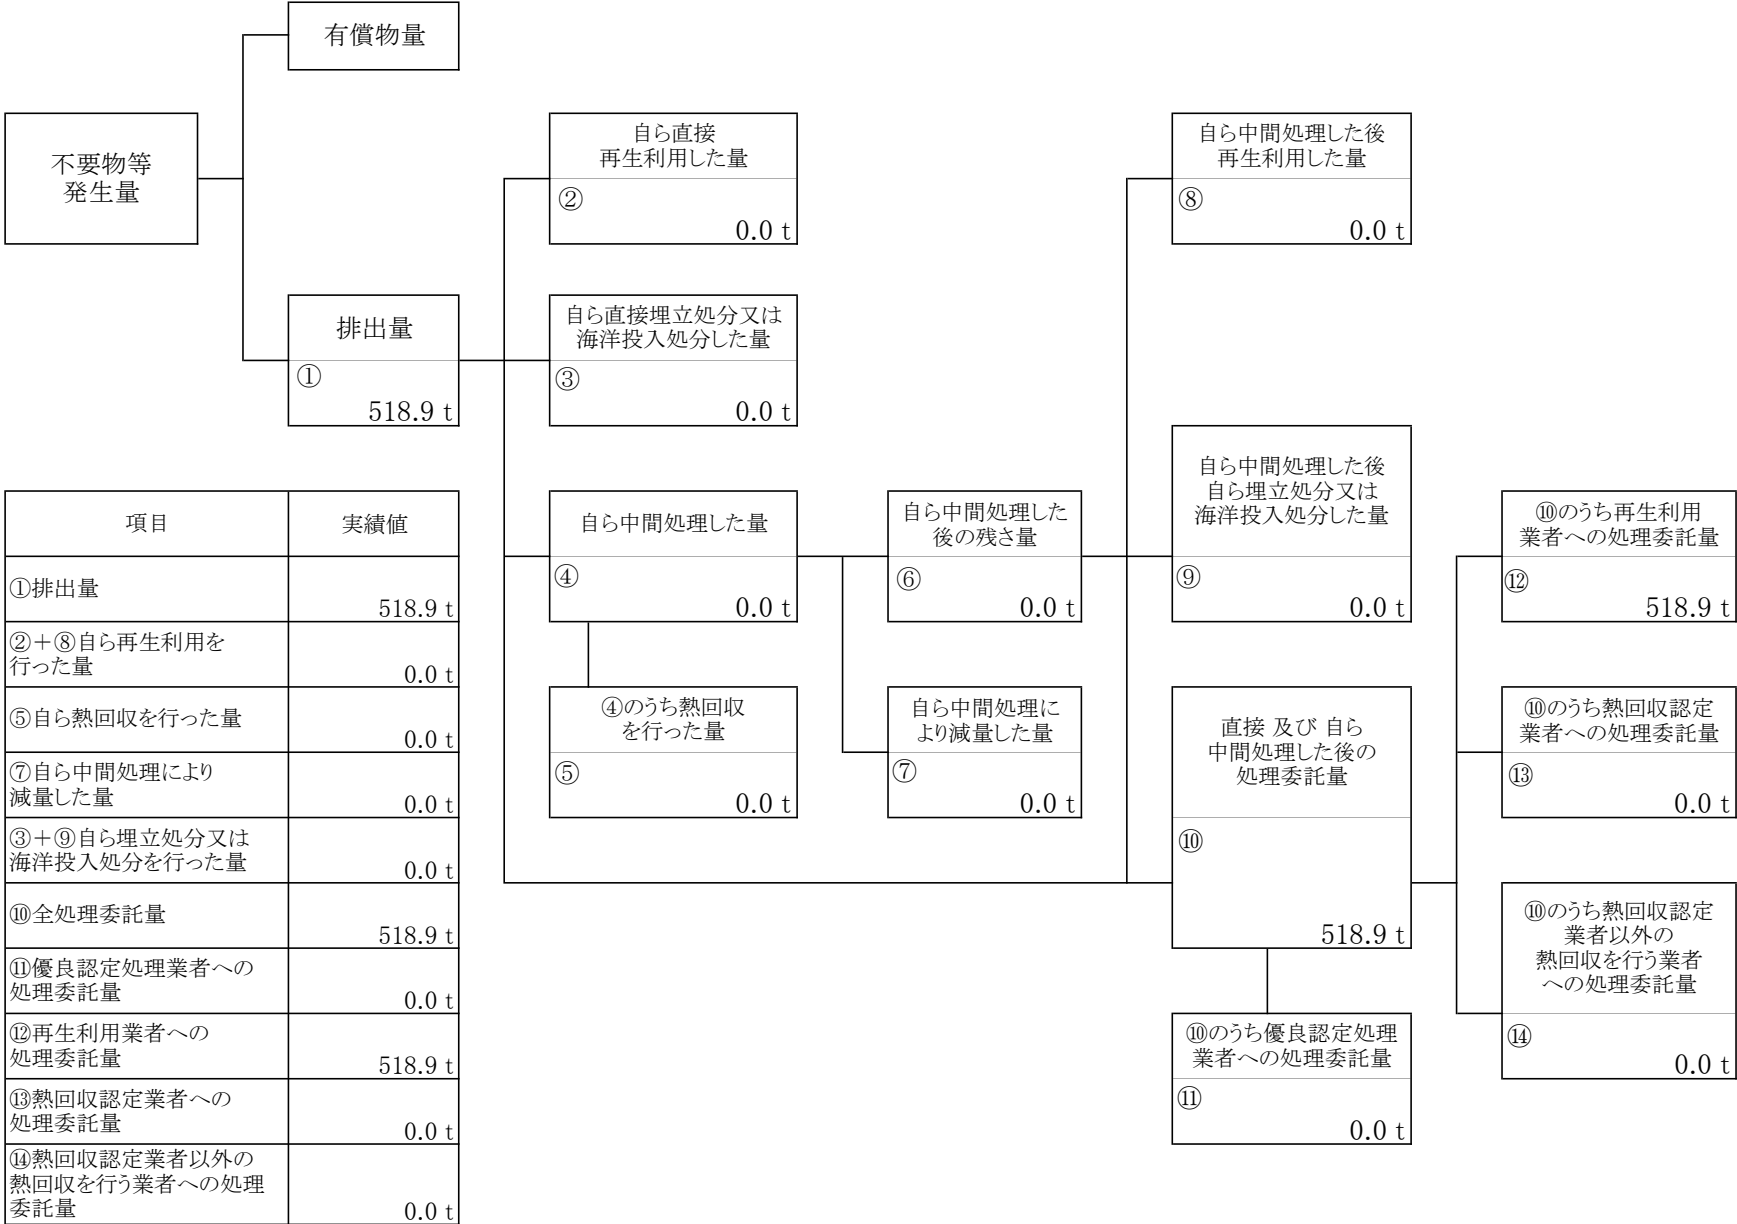 有償物量
不要物等
発生量
自ら直接
再生利用した量
②
0.0 t
自ら中間処理した後
再生利用した量
⑧
0.0 t
排出量
①
518.9 t
自ら直接埋立処分又は
海洋投入処分した量
③
0.0 t
自ら中間処理した量
④
0.0 t
自ら中間処理した
後の残さ量
⑥
0.0 t
自ら中間処理した後
自ら埋立処分又は
海洋投入処分した量
⑨
0.0 t
⑩のうち再生利用
業者への処理委託量
⑫
518.9 t
④のうち熱回収
を行った量
⑤
0.0 t
自ら中間処理に
より減量した量
⑦
0.0 t
直接 及び 自ら
中間処理した後の
処理委託量
⑩
518.9 t
⑩のうち熱回収認定
業者への処理委託量
⑬
0.0 t
⑩のうち熱回収認定
業者以外の
熱回収を行う業者
への処理委託量
⑭
0.0 t
⑩のうち優良認定処理
業者への処理委託量
⑪
0.0 t
項目 実績値
①排出量
518.9 t
②＋⑧自ら再生利用を
行った量
0.0 t
⑤自ら熱回収を行った量
0.0 t
⑦自ら中間処理により
減量した量
0.0 t
③＋⑨自ら埋立処分又は
海洋投入処分を行った量
0.0 t
⑩全処理委託量
518.9 t
⑪優良認定処理業者への
処理委託量
0.0 t
⑫再生利用業者への
処理委託量
518.9 t
⑬熱回収認定業者への
処理委託量
0.0 t
⑭熱回収認定業者以外の
熱回収を行う業者への処理
委託量
0.0 t